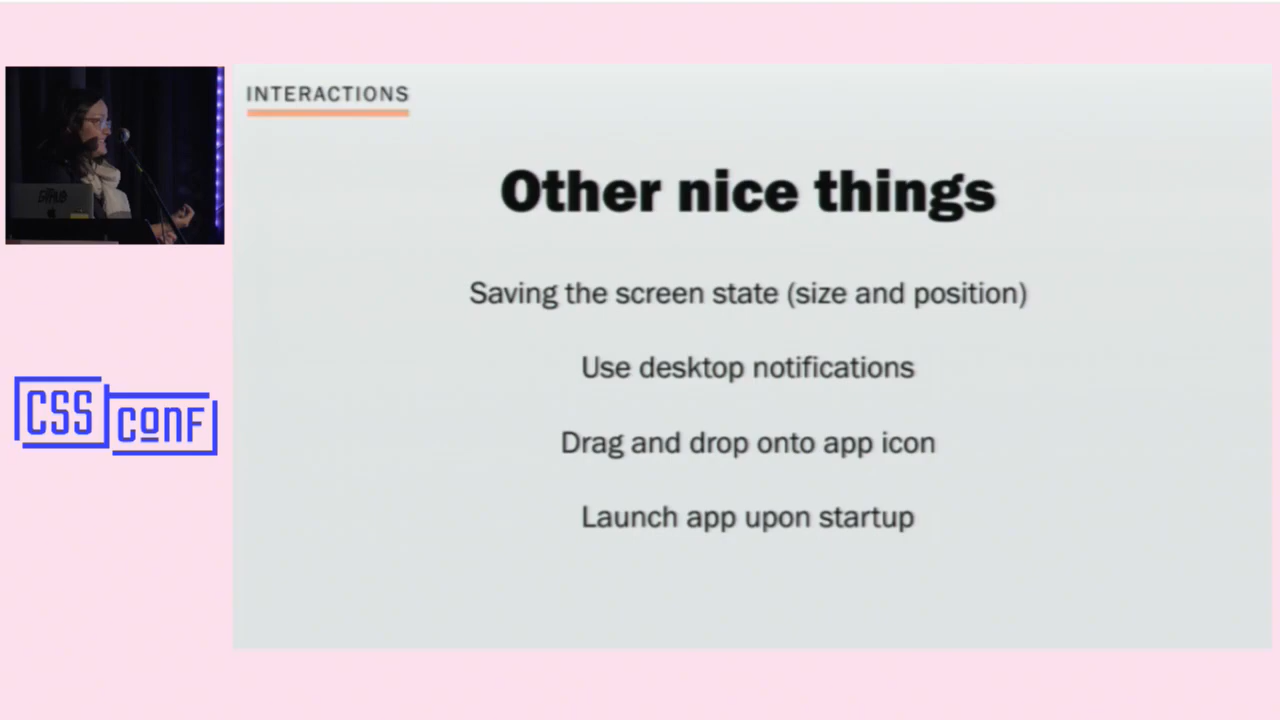 INTERACTIONS
Other nice things
Saving the screen state (size and position)
Use desktop notifications
Drag and drop onto app icon
Launch app upon startup
CSS
CONF